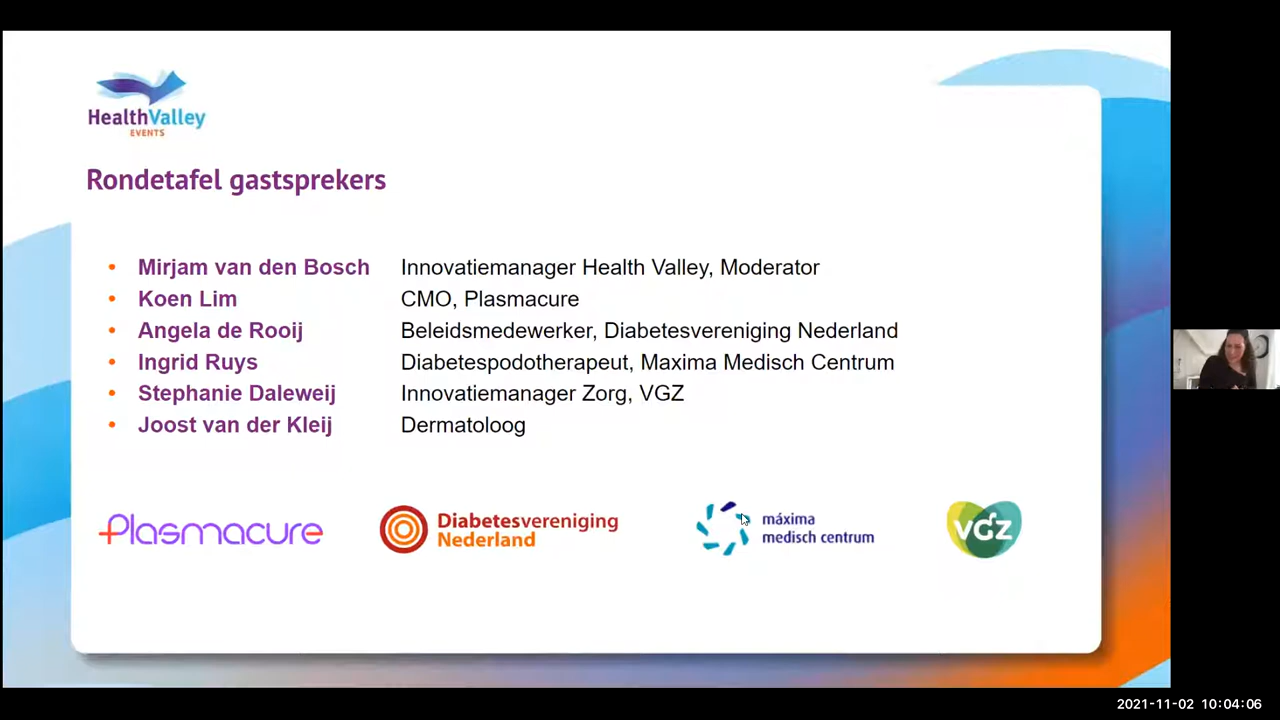 HealthValley
EVENTS
Rondetafel gastsprekers
• Mirjam van den Bosch Innovatiemanager Health Valley, Moderator
• Koen Lim CMO, Plasmacure
• Angela de Rooij Beleidsmedewerker, Diabetesvereniging Nederland
• Ingrid Ruys Diabetespodotherapeut, Maxima Medisch Centrum
• Stephanie Daleweij Innovatiemanager Zorg, VGZ
• Joost van der Kleij Dermatoloog
Plasmacure
Diabetesvereniging
Nederland
máxima
medisch centrum
VGZ
2021-11-02 10:04:06